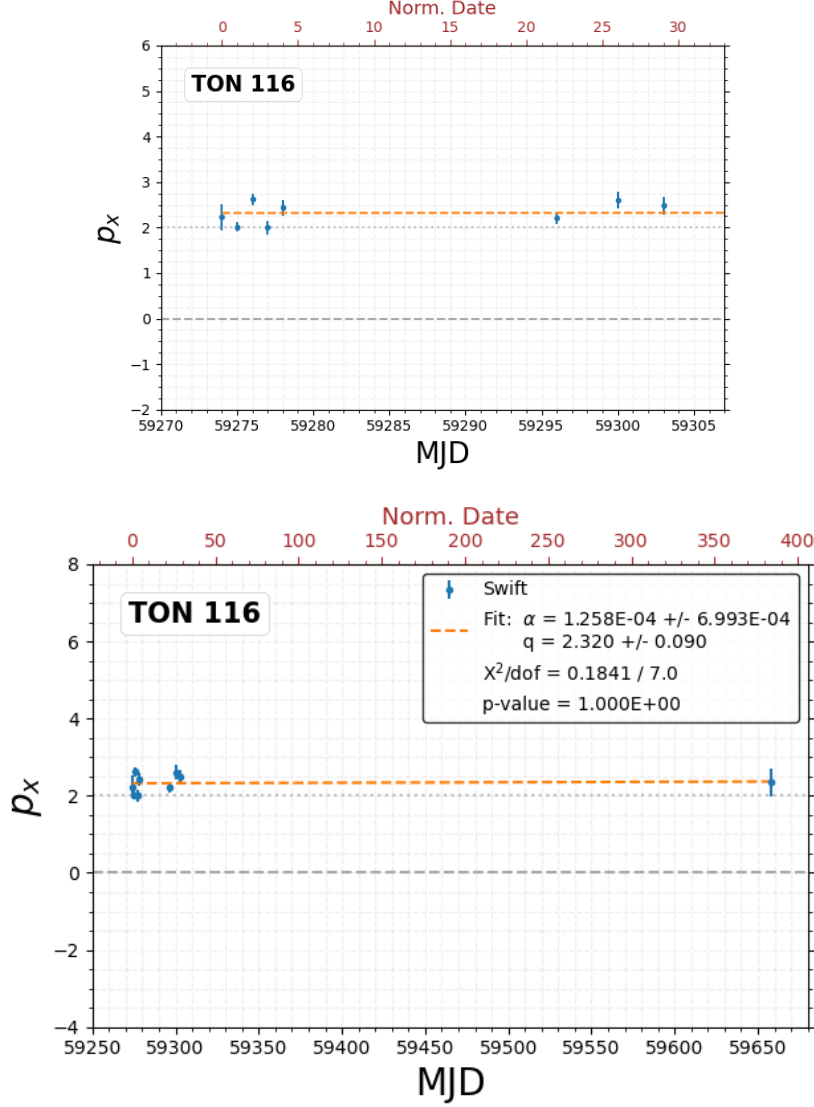 Norm. Date
0 5 10 15 20 25 30
6
TON 116
5
4
3
2
1
0
−1
−2
p_x
59270 59275 59280 59285 59290 59295 59300 59305
MJD
Norm. Date
0 50 100 150 200 250 300 350 400
8
TON 116
Swift
Fit: α = 1.258E-04 +/- 6.993E-04
q = 2.320 +/- 0.090
X²/dof = 0.1841 / 7.0
p-value = 1.000E+00
6
4
2
0
−2
−4
p_x
59250 59300 59350 59400 59450 59500 59550 59600 59650
MJD